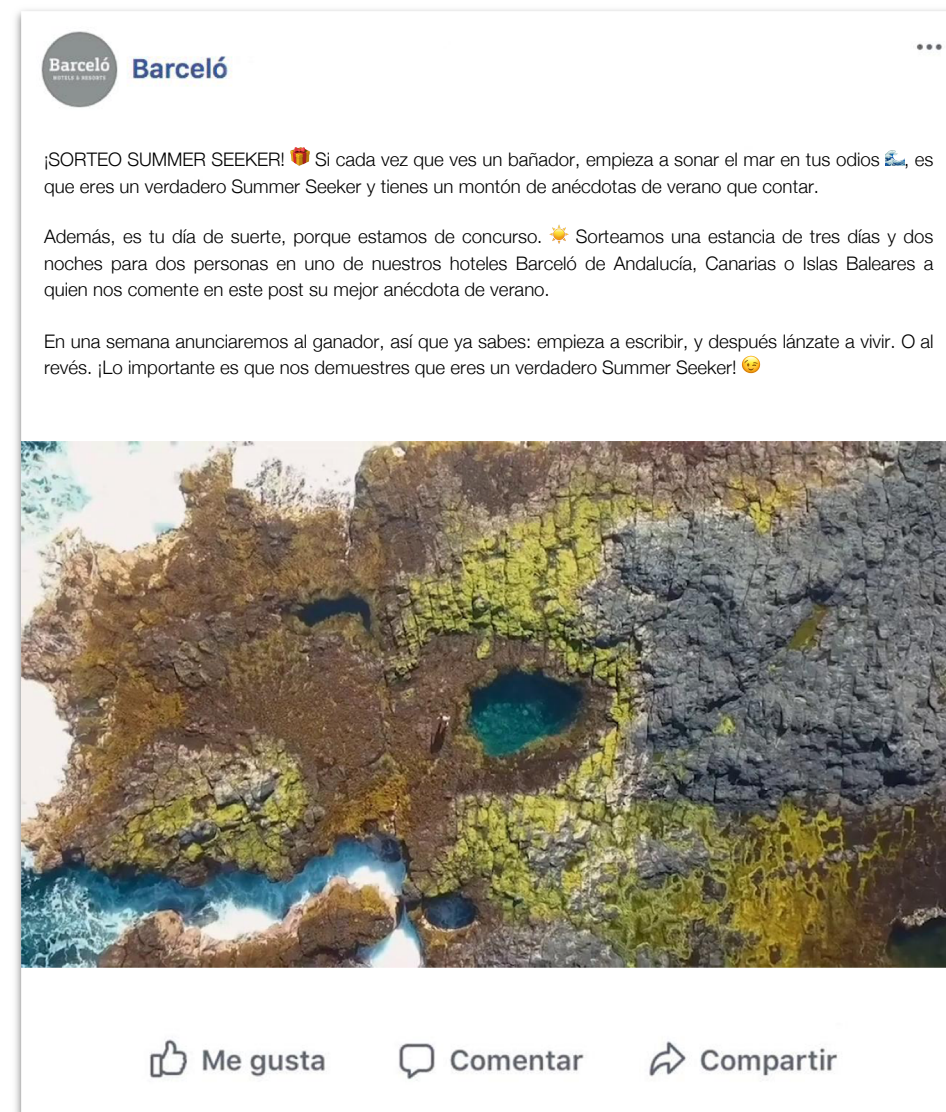 Barceló
HOTELS & RESORTS
Barceló
¡SORTEO SUMMER SEEKER! 🎁 Si cada vez que ves un bañador, empieza a sonar el mar en tus odios 🌊, es
que eres un verdadero Summer Seeker y tienes un montón de anécdotas de verano que contar.
Además, es tu día de suerte, porque estamos de concurso. ☀️ Sorteamos una estancia de tres días y dos
noches para dos personas en uno de nuestros hoteles Barceló de Andalucía, Canarias o Islas Baleares a
quien nos comente en este post su mejor anécdota de verano.
En una semana anunciaremos al ganador, así que ya sabes: empieza a escribir, y después lánzate a vivir. O al
revés. ¡Lo importante es que nos demuestres que eres un verdadero Summer Seeker! 😉
Me gusta
Comentar
Compartir